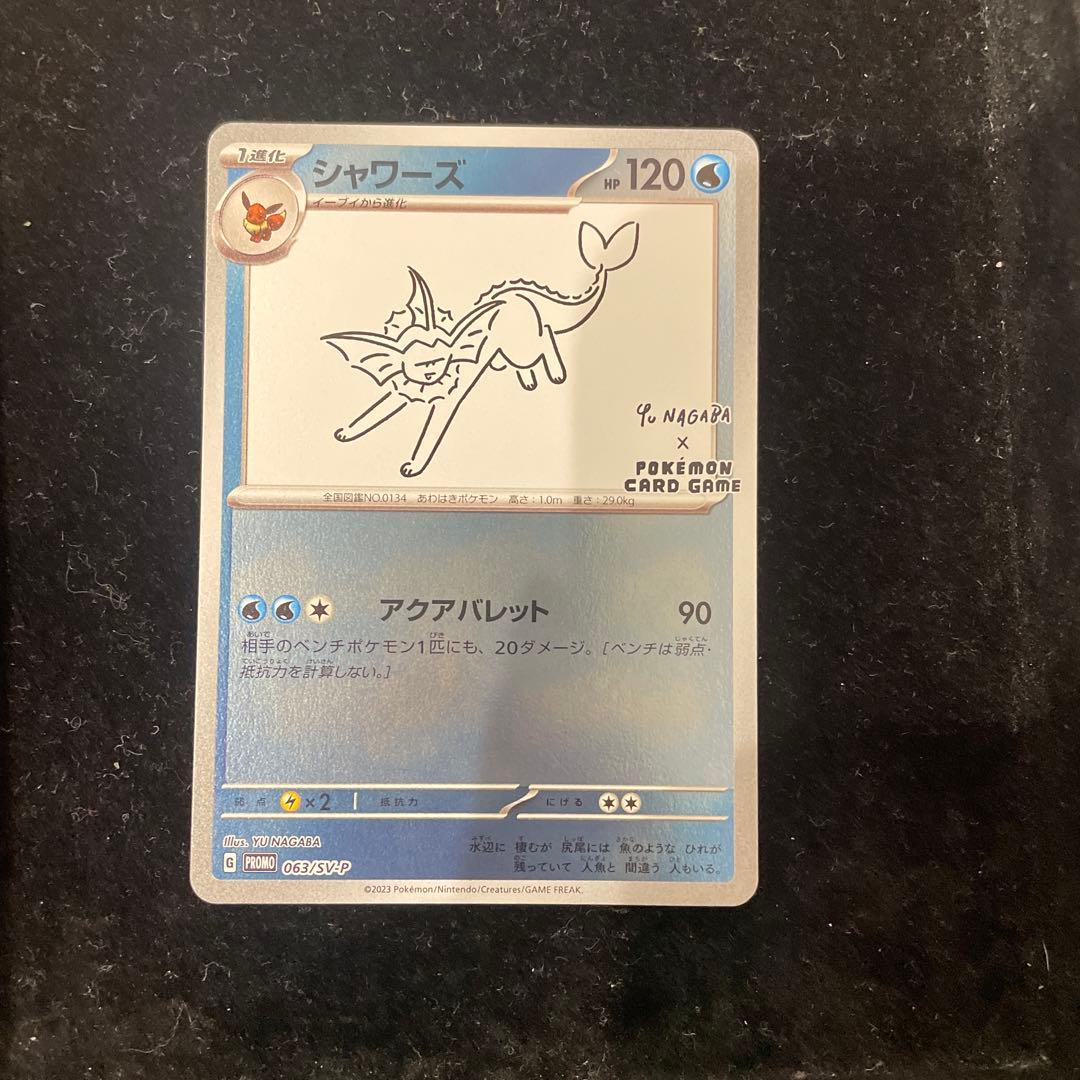 1進化
シャワーズ
HP 120
イーブイから進化
YU NAGABA
×
POKÉMON
CARD GAME
全国図鑑NO.0134 あわはきポケモン 高さ:1.0m 重さ:29.0kg
アクアバレット 90
相手のベンチポケモン1匹にも、20ダメージ。[ベンチは弱点・
抵抗力を計算しない。]
弱点 ×2 抵抗力 にげる
Illus. YU NAGABA
G PROMO 063/SV-P
水辺に 棲むが 尻尾には 魚のような ひれが
残っていて 人魚と 間違う 人もいる。
©2023 Pokémon/Nintendo/Creatures/GAME FREAK.